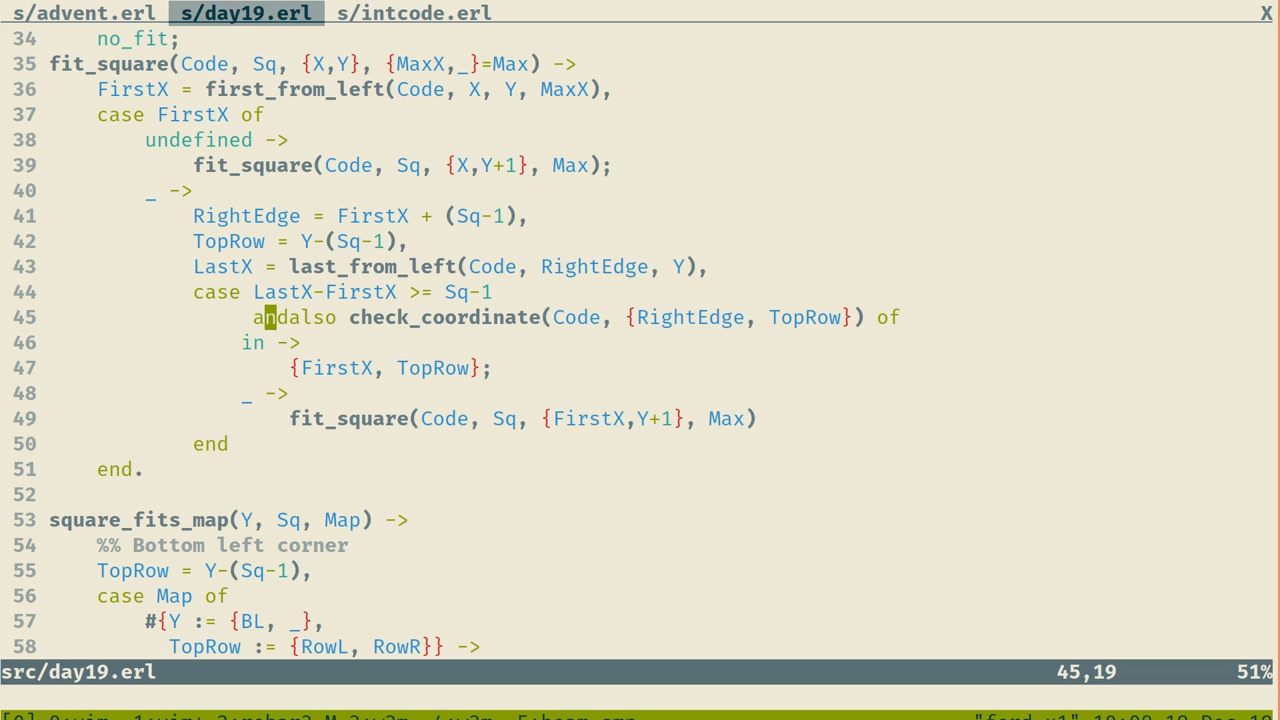 s/advent.erl s/day19.erl s/intcode.erl X
34     no_fit;
35 fit_square(Code, Sq, {X,Y}, {MaxX,_}=Max) ->
36     FirstX = first_from_left(Code, X, Y, MaxX),
37     case FirstX of
38         undefined ->
39             fit_square(Code, Sq, {X,Y+1}, Max);
40         _ ->
41             RightEdge = FirstX + (Sq-1),
42             TopRow = Y-(Sq-1),
43             LastX = last_from_left(Code, RightEdge, Y),
44             case LastX-FirstX >= Sq-1
45                  andalso check_coordinate(Code, {RightEdge, TopRow}) of
46                 in ->
47                     {FirstX, TopRow};
48                 _ ->
49                     fit_square(Code, Sq, {FirstX,Y+1}, Max)
50             end
51     end.
52
53 square_fits_map(Y, Sq, Map) ->
54     %% Bottom left corner
55     TopRow = Y-(Sq-1),
56     case Map of
57         #{Y := {BL, _},
58           TopRow := {RowL, RowR}} ->
src/day19.erl 45,19 51%